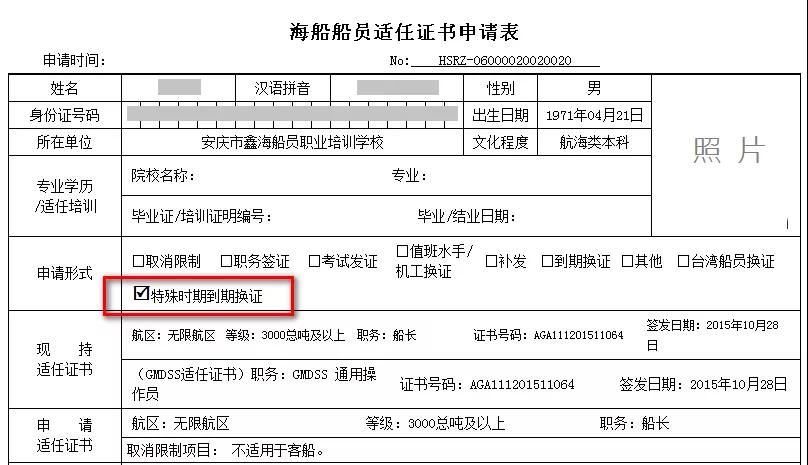 海船船员适任证书申请表
申请时间: No: HSRZ-06000020020020
姓名 汉语拼音 性别 男
身份证号码 出生日期 1971年04月21日
所在单位 安庆市鑫海船员职业培训学校 文化程度 航海类本科
照 片
专业学历
/适任培训
院校名称: 专业:
毕业证/培训证明编号: 毕业/结业日期:
申请形式
□取消限制 □职务签证 □考试发证 □值班水手/
机工换证 □补发 □到期换证 □其他 □台湾船员换证
☑特殊时期到期换证
现 持
适任证书
航区: 无限航区 等级: 3000总吨及以上 职务: 船长 证书号码: AGA111201511064 签发日期: 2015年10月28
日
(GMDSS适任证书)职务: GMDSS 通用操
作员 证书号码: AGA111201511064 签发日期: 2015年10月28日
申 请
适任证书
航区: 无限航区 等级: 3000总吨及以上 职务: 船长
取消限制项目: 不适用于客船。